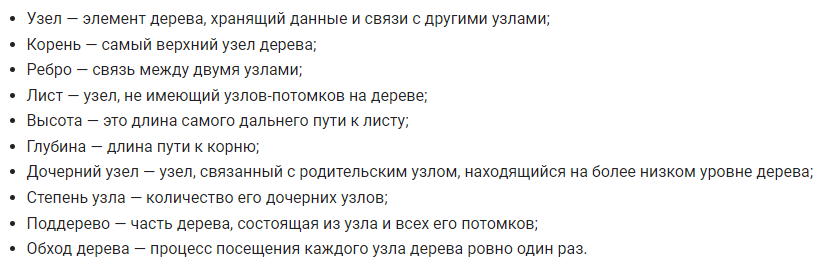 • Узел — элемент дерева, хранящий данные и связи с другими узлами;
• Корень — самый верхний узел дерева;
• Ребро — связь между двумя узлами;
• Лист — узел, не имеющий узлов-потомков на дереве;
• Высота — это длина самого дальнего пути к листу;
• Глубина — длина пути к корню;
• Дочерний узел — узел, связанный с родительским узлом, находящийся на более низком уровне дерева;
• Степень узла — количество его дочерних узлов;
• Поддерево — часть дерева, состоящая из узла и всех его потомков;
• Обход дерева — процесс посещения каждого узла дерева ровно один раз.